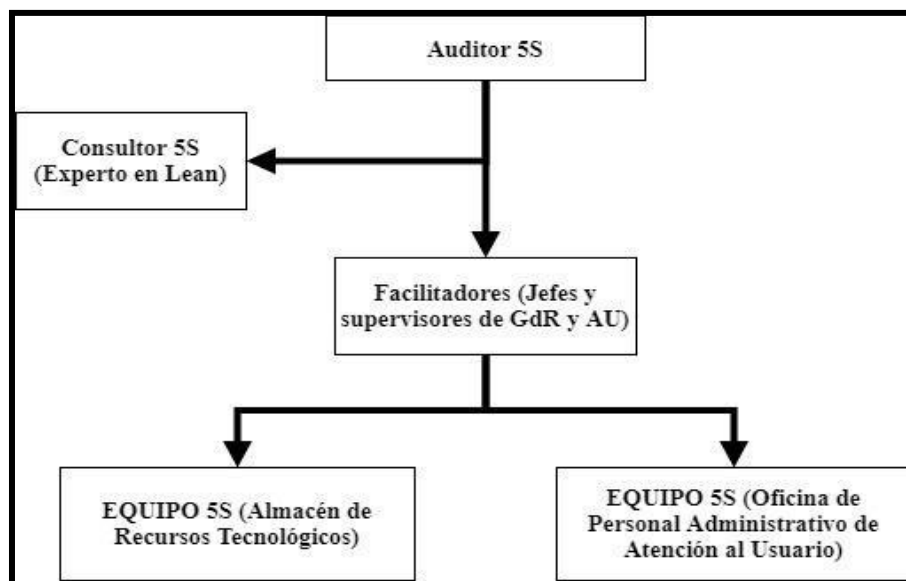 Auditor 5S
Consultor 5S
(Experto en Lean)
Facilitadores (Jefes y
supervisores de GdR y AU)
EQUIPO 5S (Almacén de
Recursos Tecnológicos)
EQUIPO 5S (Oficina de
Personal Administrativo de
Atención al Usuario)